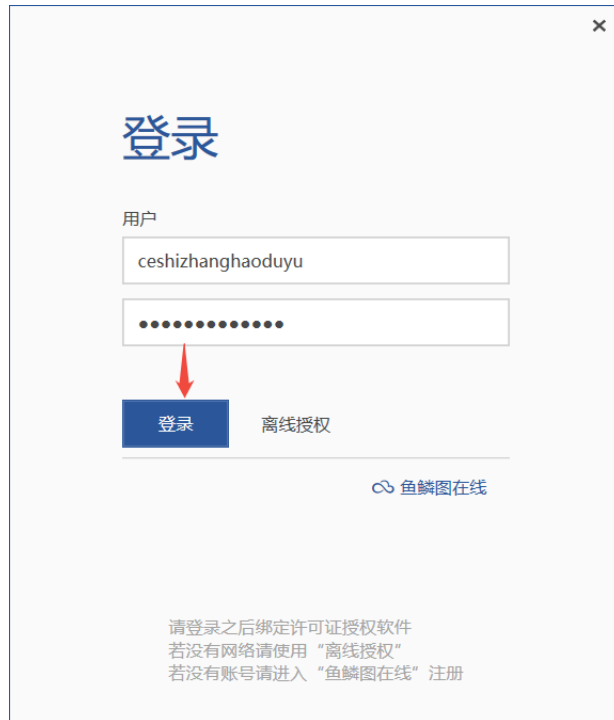 登录
用户
ceshizhanghaoduyu
●●●●●●●●●●●●●
登录 离线授权
鱼鳞图在线
请登录之后绑定许可证授权软件
若没有网络请使用“离线授权”
若没有账号请进入“鱼鳞图在线”注册